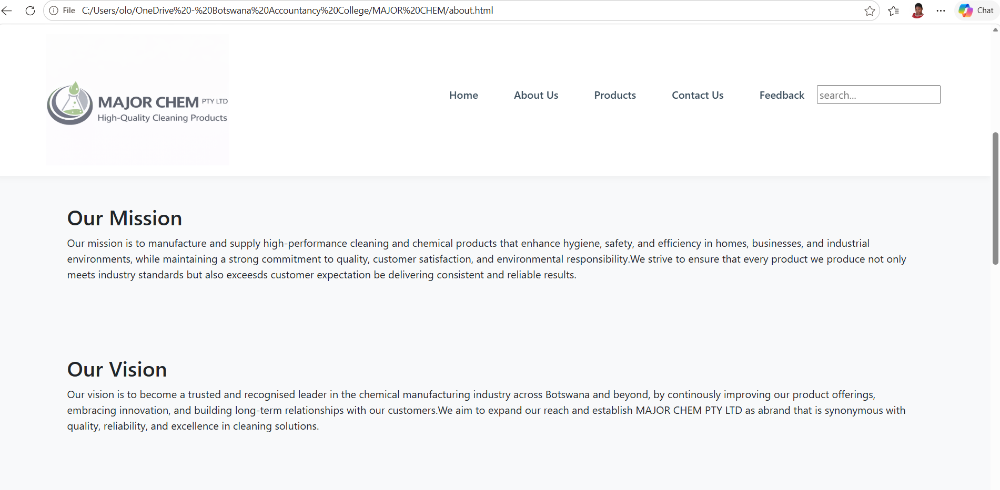 File C:/Users/olo/OneDrive%20-%20Botswana%20Accountancy%20College/MAJOR%20CHEM/about.html
Chat
MAJOR CHEM PTY LTD
High-Quality Cleaning Products
Home About Us Products Contact Us Feedback search...
Our Mission
Our mission is to manufacture and supply high-performance cleaning and chemical products that enhance hygiene, safety, and efficiency in homes, businesses, and industrial
environments, while maintaining a strong commitment to quality, customer satisfaction, and environmental responsibility.We strive to ensure that every product we produce not only
meets industry standards but also exceesds customer expectation be delivering consistent and reliable results.
Our Vision
Our vision is to become a trusted and recognised leader in the chemical manufacturing industry across Botswana and beyond, by continously improving our product offerings,
embracing innovation, and building long-term relationships with our customers.We aim to expand our reach and establish MAJOR CHEM PTY LTD as abrand that is synonymous with
quality, reliability, and excellence in cleaning solutions.